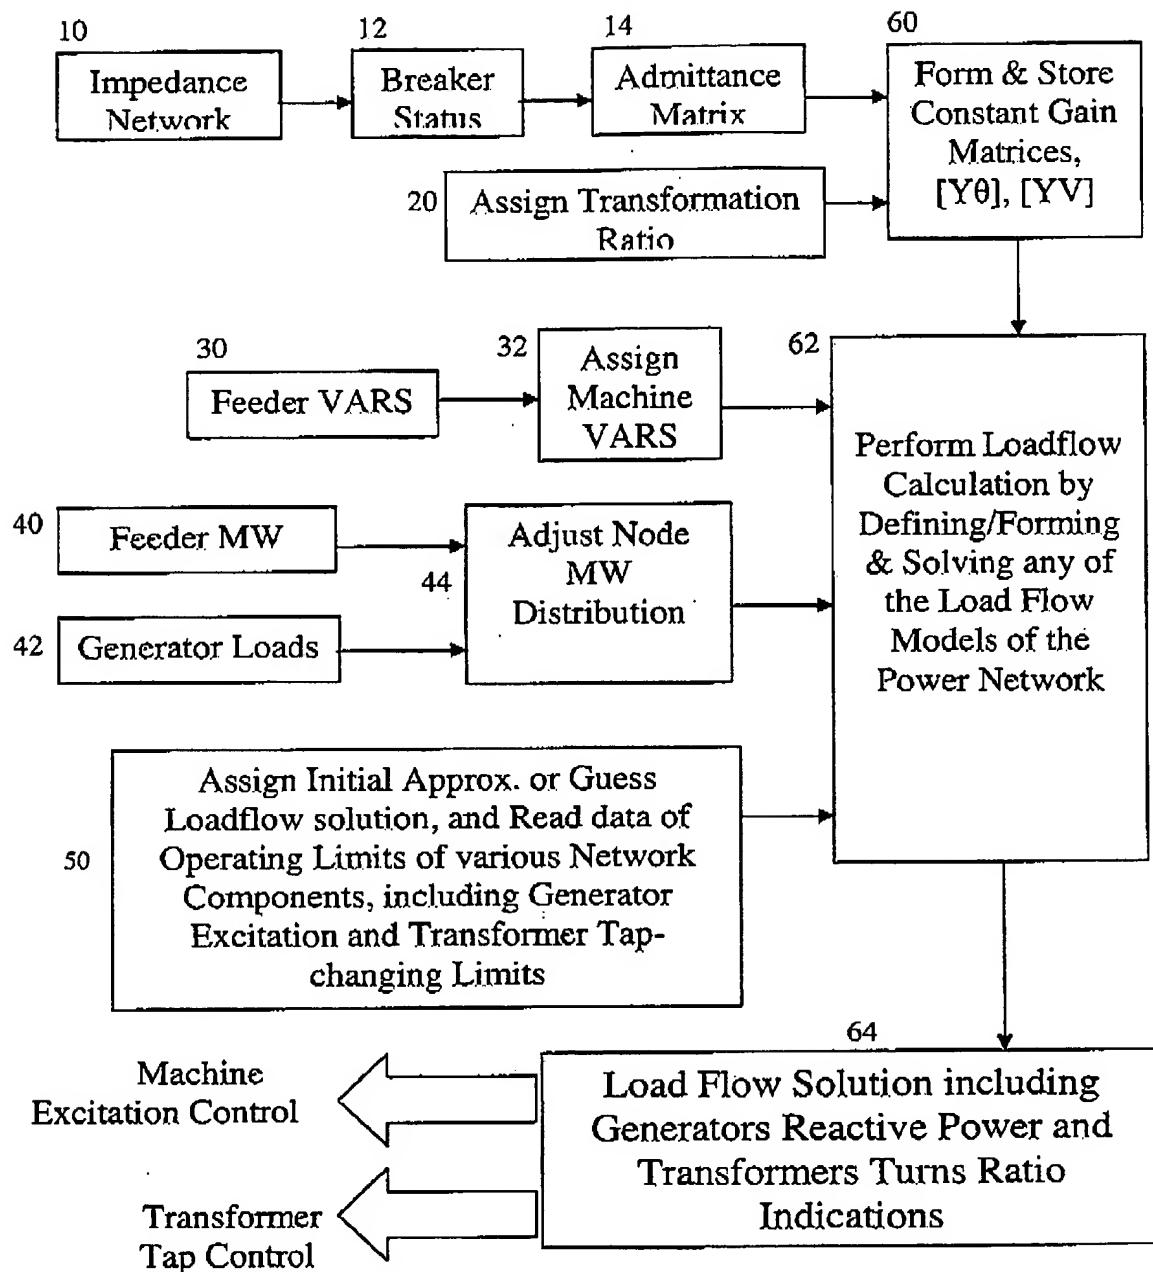 10
Impedance
Network
12
Breaker
Status
14
Admittance
Matrix
60
Form & Store
Constant Gain
Matrices,
[Yθ], [YV]
20
Assign Transformation
Ratio
30
Feeder VARS
32
Assign
Machine
VARS
62
Perform Loadflow
Calculation by
Defining/Forming
& Solving any of
the Load Flow
Models of the
Power Network
40
Feeder MW
42
Generator Loads
44
Adjust Node
MW
Distribution
50
Assign Initial Approx. or Guess
Loadflow solution, and Read data of
Operating Limits of various Network
Components, including Generator
Excitation and Transformer Tap-
changing Limits
64
Load Flow Solution including
Generators Reactive Power and
Transformers Turns Ratio
Indications
Machine
Excitation Control
Transformer
Tap Control